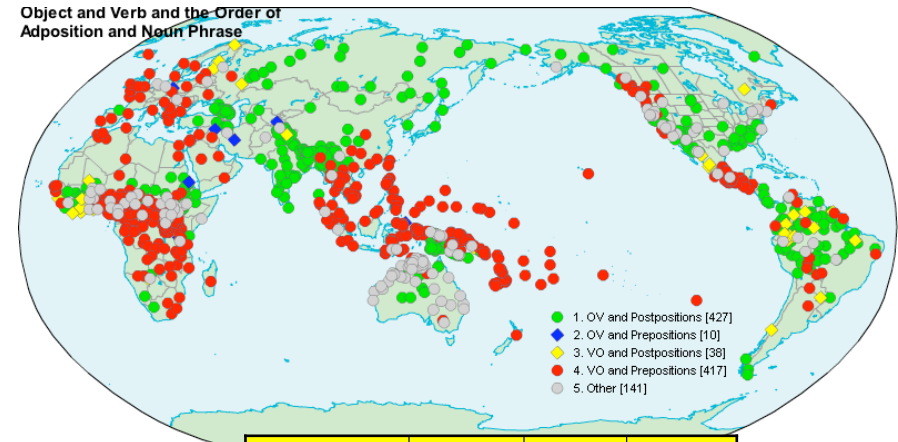 Object and Verb and the Order of
Adposition and Noun Phrase
1. OV and Postpositions [427]
2. OV and Prepositions [10]
3. VO and Postpositions [38]
4. VO and Prepositions [417]
5. Other [141]